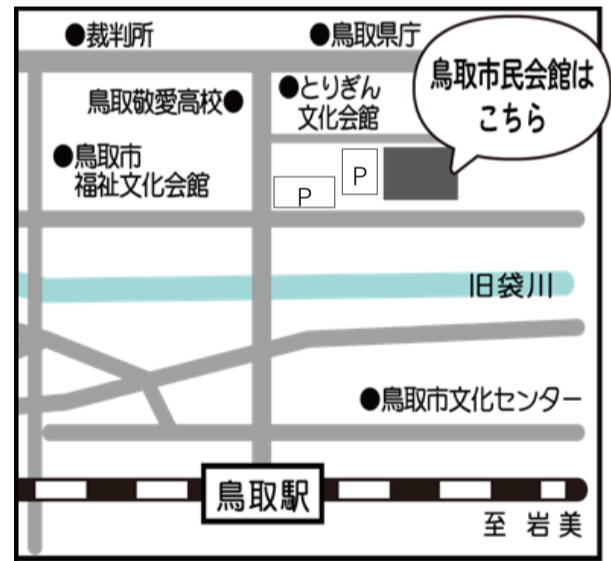 ●裁判所
●鳥取県庁
鳥取市民会館は
こちら
鳥取敬愛高校●
●とりぎん
文化会館
●鳥取市
福祉文化会館
P
P
旧袋川
●鳥取市文化センター
鳥取駅
至 岩美